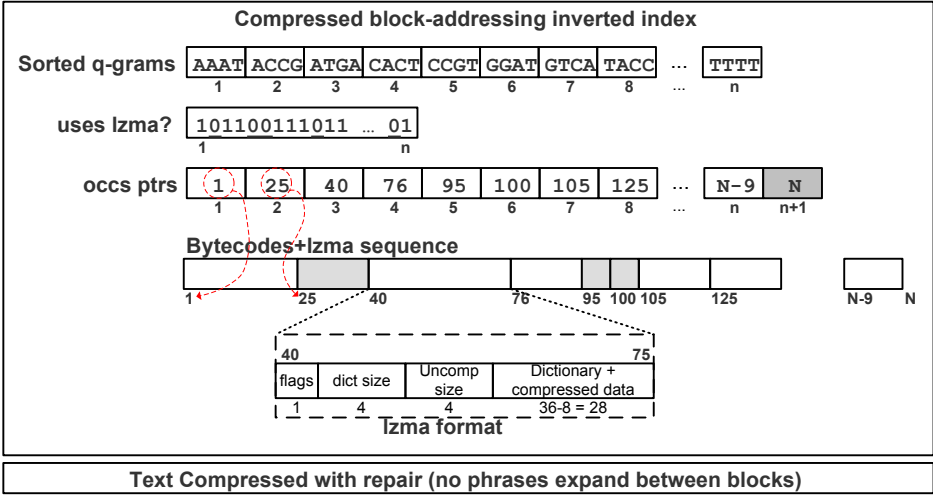 Compressed block-addressing inverted index
Sorted q-grams AAAT ACCG ATGA CACT CCGT GGAT GTCA TACC ... TTTT
1 2 3 4 5 6 7 8 ... n
uses lzma? 101100111011 ... 01
1 n
occs ptrs 1 25 40 76 95 100 105 125 ... N-9 N
1 2 3 4 5 6 7 8 ... n n+1
Bytecodes+lzma sequence
1 25 40 76 95 100 105 125 N-9 N
40 75
flags dict size Uncomp size Dictionary + compressed data
1 4 4 36-8 = 28
lzma format
Text Compressed with repair (no phrases expand between blocks)